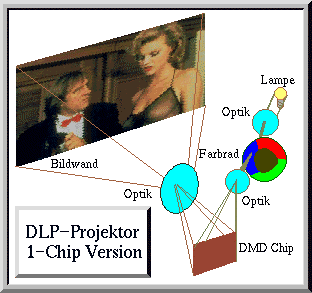 Lampe
Optik
Farbrad
Bildwand
Optik
Optik
DMD Chip
DLP-Projektor
1-Chip Version